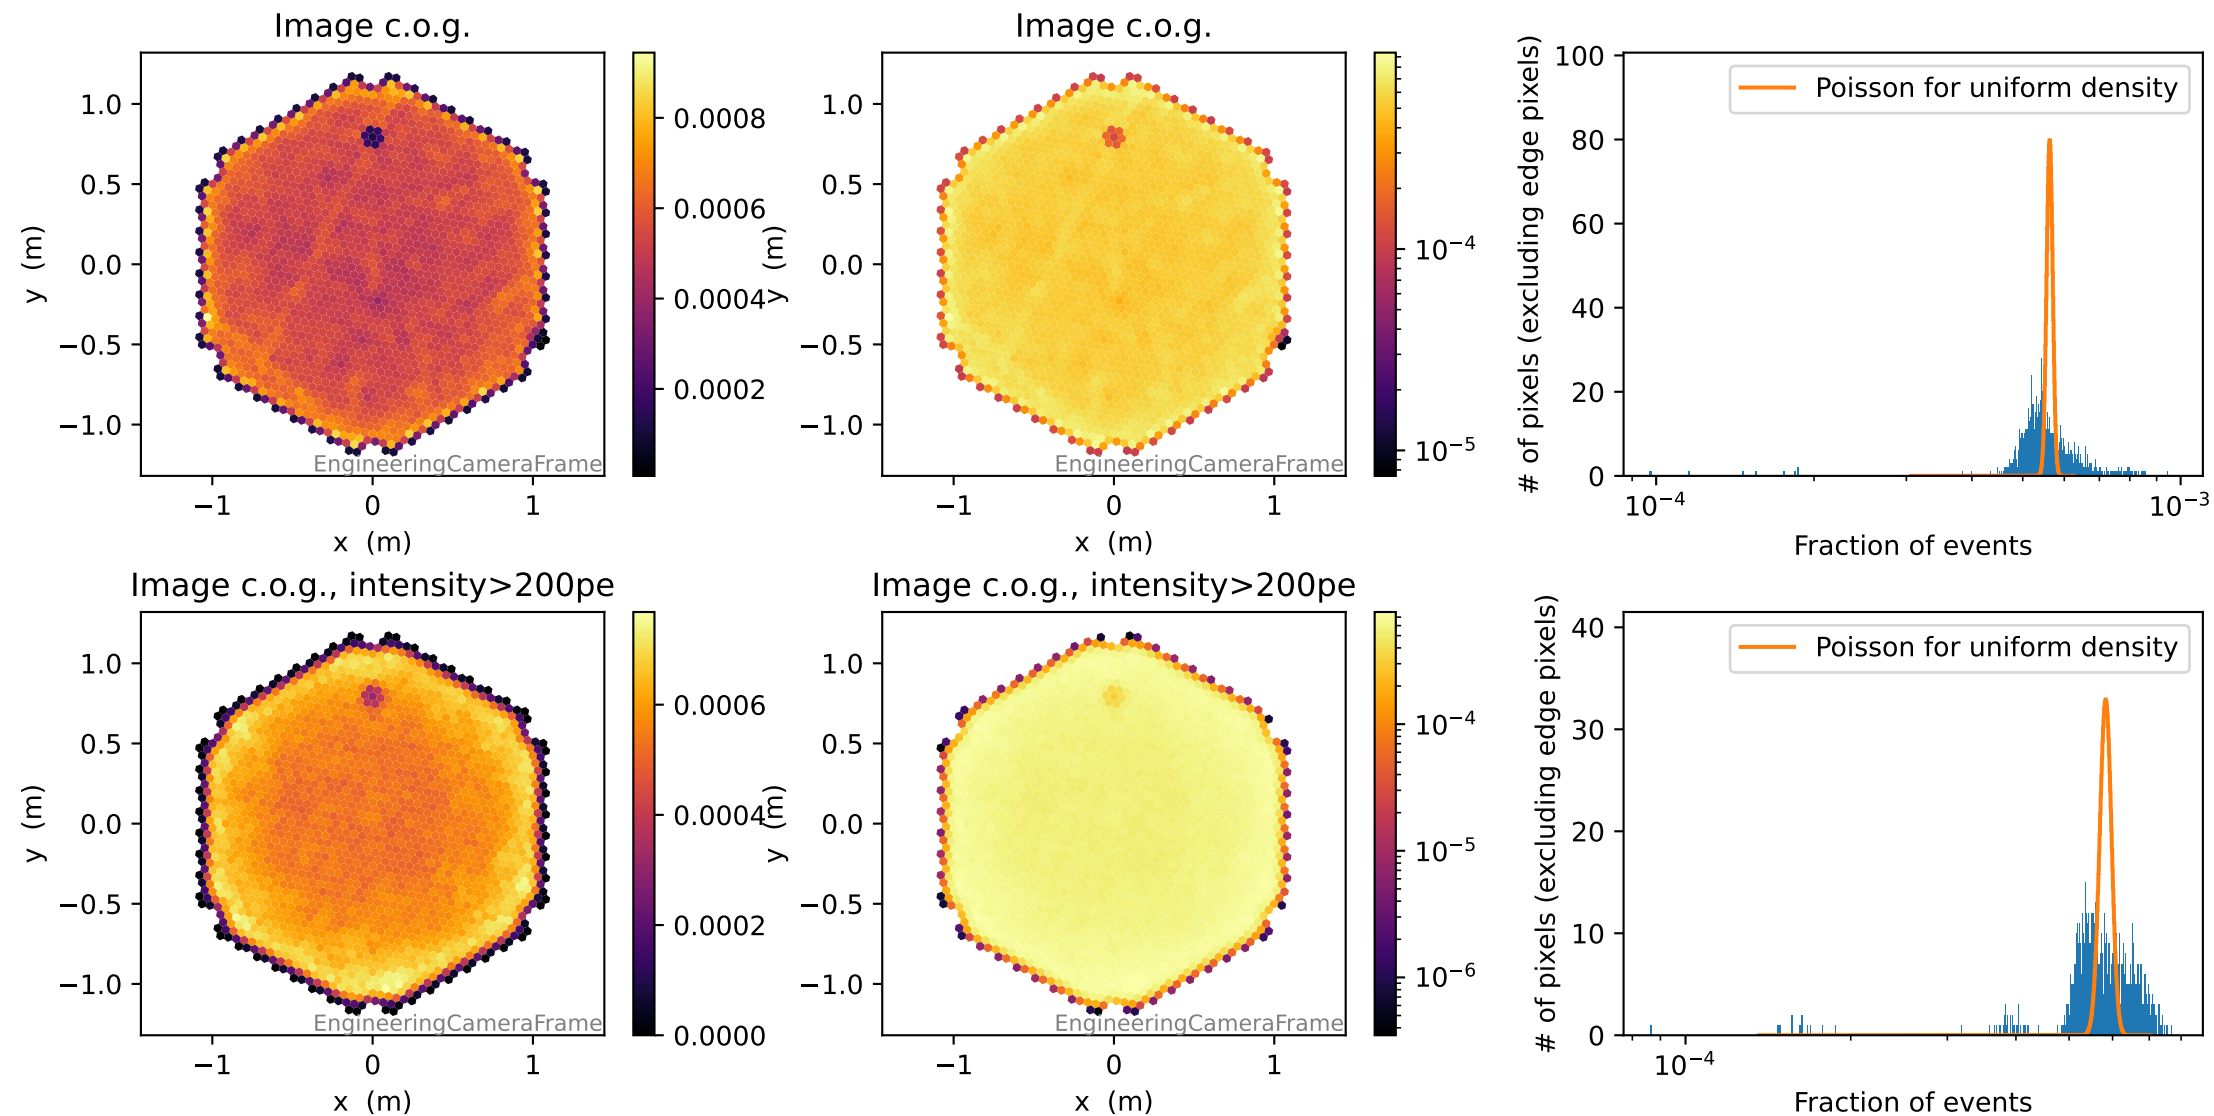 Image c.o.g.
1.0
0.5
0.0
−0.5
−1.0
y (m)
−1
0
1
x (m)
EngineeringCameraFrame
0.0008
0.0006
0.0004
0.0002
Image c.o.g.
1.0
0.5
0.0
−0.5
−1.0
y (m)
−1
0
1
x (m)
EngineeringCameraFrame
10−4
10−5
# of pixels (excluding edge pixels)
100
80
60
40
20
0
Poisson for uniform density
10−4
10−3
Fraction of events
Image c.o.g., intensity>200pe
1.0
0.5
0.0
−0.5
−1.0
y (m)
−1
0
1
x (m)
EngineeringCameraFrame
0.0006
0.0004
0.0002
0.0000
Image c.o.g., intensity>200pe
1.0
0.5
0.0
−0.5
−1.0
y (m)
−1
0
1
x (m)
EngineeringCameraFrame
10−4
10−5
10−6
# of pixels (excluding edge pixels)
40
30
20
10
0
Poisson for uniform density
10−4
Fraction of events